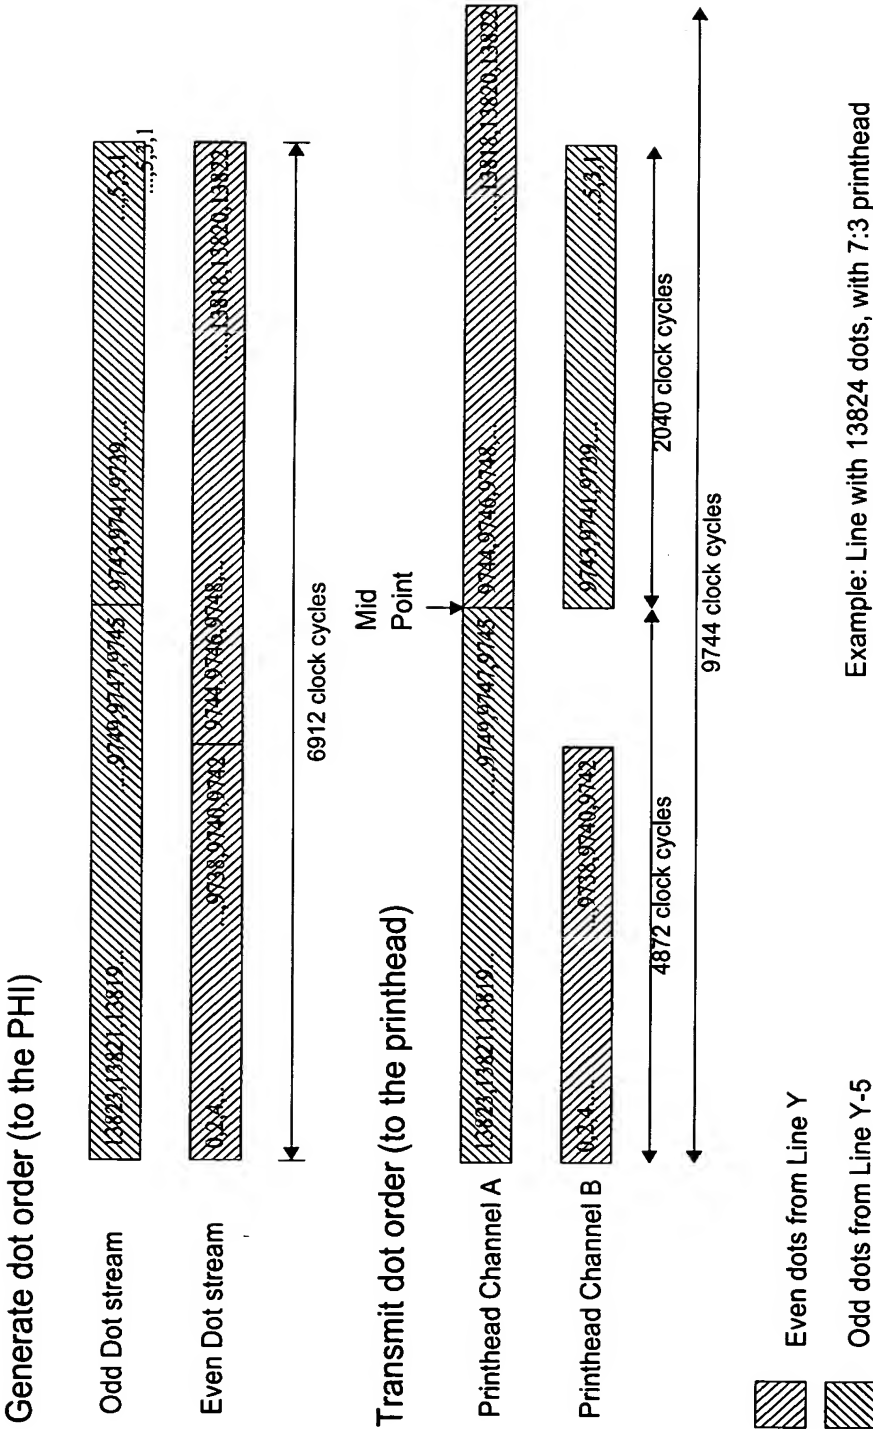 Generate dot order (to the PHI)
Odd Dot stream
13823,13821,13819...
...,9749,9747,9745
9743,9741,9739...
...,5,3,1
...,5,3,1
Even Dot stream
0,2,4...
...,9738,9740,9742
9744,9746,9748,...
...,13818,13820,13822
6912 clock cycles
Transmit dot order (to the printhead)
Mid
Point
Printhead Channel A
13823,13821,13819...
...,9749,9747,9745
9744,9746,9748,...
...,13818,13820,13822
Printhead Channel B
0,2,4.....
...,9738,9740,9742
9743,9741,9739...
...,5,3,1
4872 clock cycles
2040 clock cycles
9744 clock cycles
Even dots from Line Y
Odd dots from Line Y-5
Example: Line with 13824 dots, with 7:3 printhead